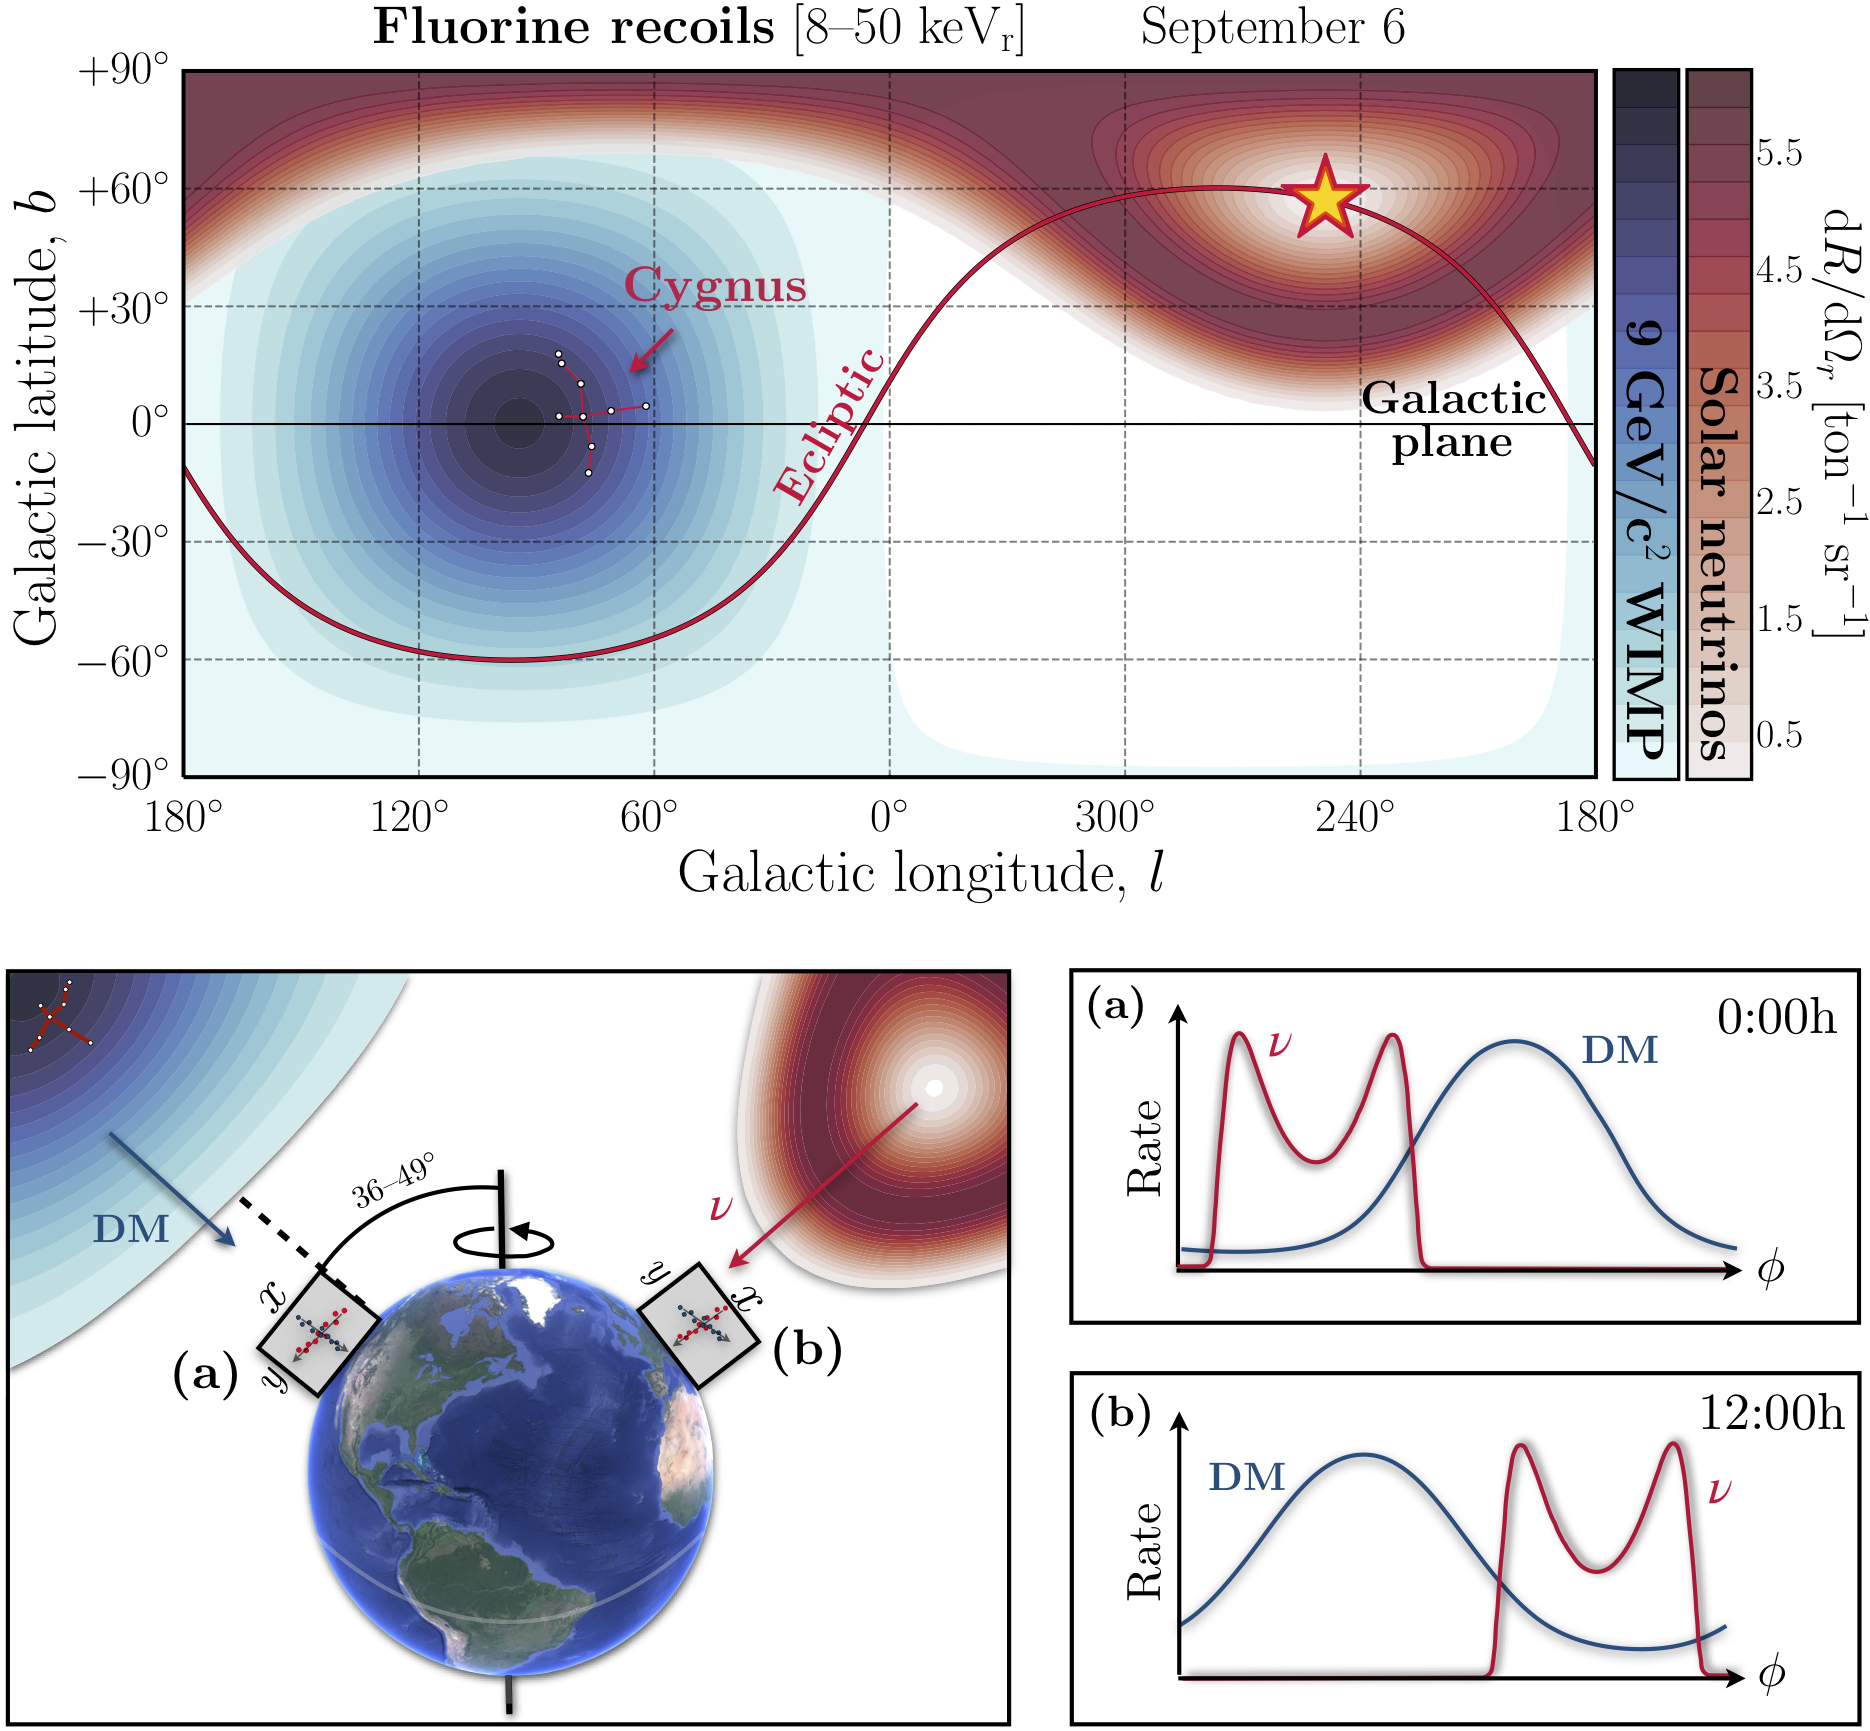 Fluorine recoils [8–50 keVᵣ] September 6
+90°
+60°
+30°
0°
−30°
−60°
−90°
Galactic latitude, b
180° 120° 60° 0° 300° 240° 180°
Galactic longitude, l
Cygnus
Ecliptic
Galactic
plane
9 GeV/c² WIMP
Solar neutrinos
5.5
4.5
3.5
2.5
1.5
0.5
dR/dΩᵣ [ton⁻¹ sr⁻¹]
36–49°
DM
ν
x
y
(a)
y
x
(b)
(a) 0:00h
ν
DM
Rate
ϕ
(b) 12:00h
DM
ν
Rate
ϕ